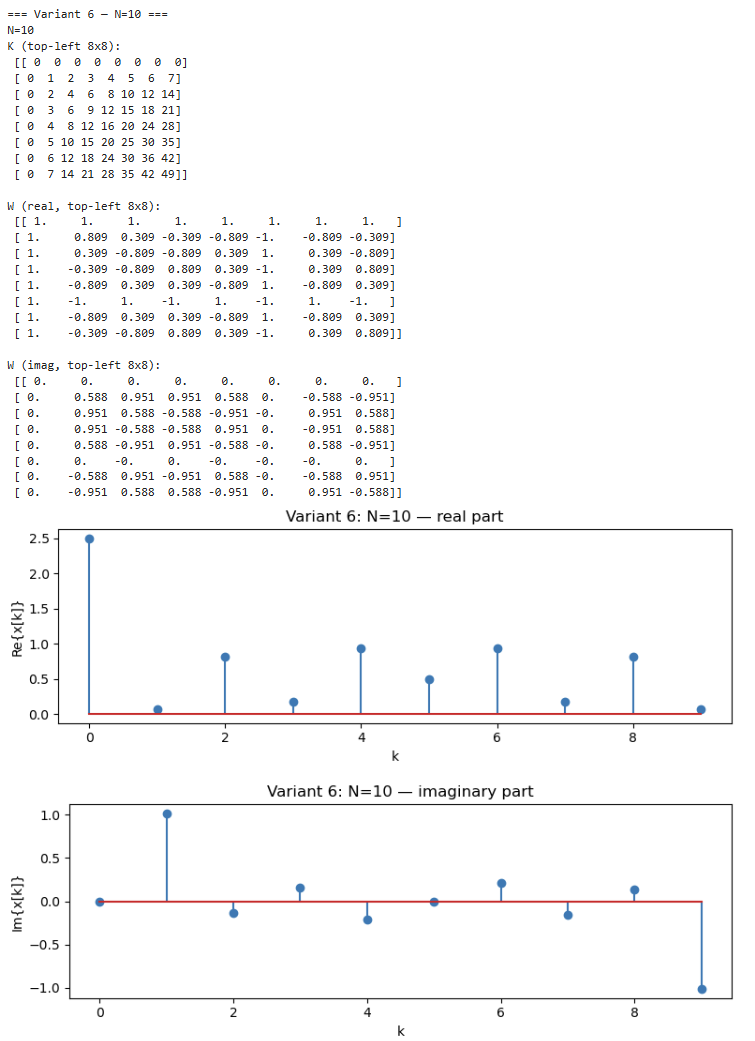 === Variant 6 — N=10 ===
N=10
K (top-left 8x8):
[[ 0  0  0  0  0  0  0  0]
[ 0  1  2  3  4  5  6  7]
[ 0  2  4  6  8 10 12 14]
[ 0  3  6  9 12 15 18 21]
[ 0  4  8 12 16 20 24 28]
[ 0  5 10 15 20 25 30 35]
[ 0  6 12 18 24 30 36 42]
[ 0  7 14 21 28 35 42 49]]
W (real, top-left 8x8):
[[ 1.     1.     1.     1.     1.     1.     1.     1.   ]
[ 1.     0.809  0.309 -0.309 -0.809 -1.    -0.809 -0.309]
[ 1.     0.309 -0.809 -0.809  0.309  1.     0.309 -0.809]
[ 1.    -0.309 -0.809  0.809  0.309 -1.     0.309  0.809]
[ 1.    -0.809  0.309  0.309 -0.809  1.    -0.809  0.309]
[ 1.    -1.     1.    -1.     1.    -1.     1.    -1.   ]
[ 1.    -0.809  0.309  0.309 -0.809  1.    -0.809  0.309]
[ 1.    -0.309 -0.809  0.809  0.309 -1.     0.309  0.809]]
W (imag, top-left 8x8):
[[ 0.     0.     0.     0.     0.     0.     0.     0.   ]
[ 0.     0.588  0.951  0.951  0.588  0.    -0.588 -0.951]
[ 0.     0.951  0.588 -0.588 -0.951 -0.     0.951  0.588]
[ 0.     0.951 -0.588 -0.588  0.951  0.    -0.951  0.588]
[ 0.     0.588 -0.951  0.951 -0.588 -0.     0.588 -0.951]
[ 0.     0.    -0.     0.    -0.    -0.    -0.     0.   ]
[ 0.    -0.588  0.951 -0.951  0.588 -0.    -0.588  0.951]
[ 0.    -0.951  0.588  0.588 -0.951  0.     0.951 -0.588]]
Variant 6: N=10 — real part
2.5
2.0
1.5
1.0
0.5
0.0
Re{x[k]}
0 2 4 6 8
k
Variant 6: N=10 — imaginary part
1.0
0.5
0.0
−0.5
−1.0
Im{x[k]}
0 2 4 6 8
k